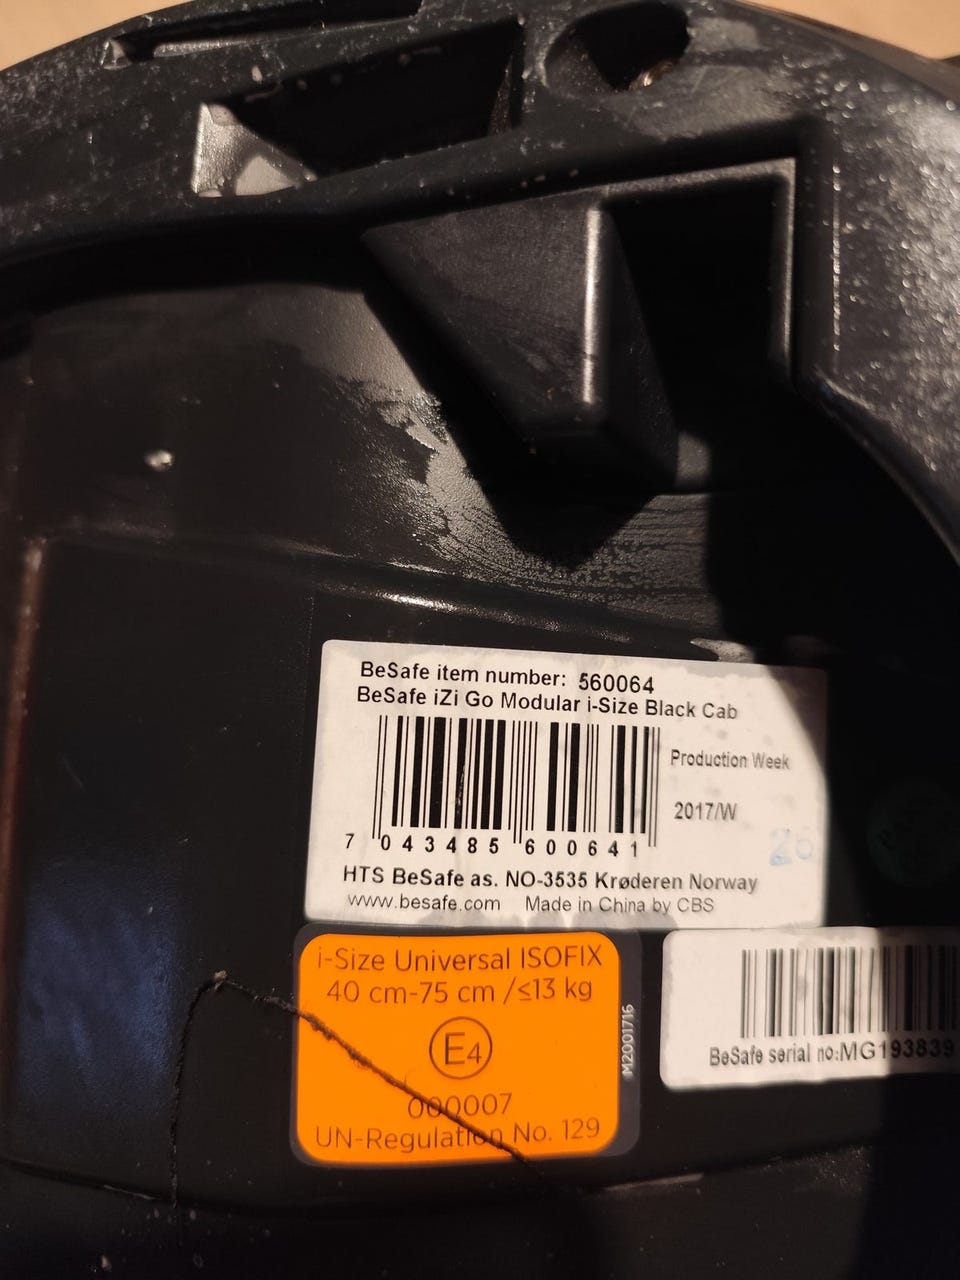 BeSafe item number: 560064
BeSafe iZi Go Modular i-Size Black Cab
Production Week
2017/W
26
7 043485 600641
HTS BeSafe as. NO-3535 Krøderen Norway
www.besafe.com Made in China by CBS
i-Size Universal ISOFIX
40 cm-75 cm /≤13 kg
E4
000007
UN-Regulation No. 129
M2001716
BeSafe serial no:MG193839